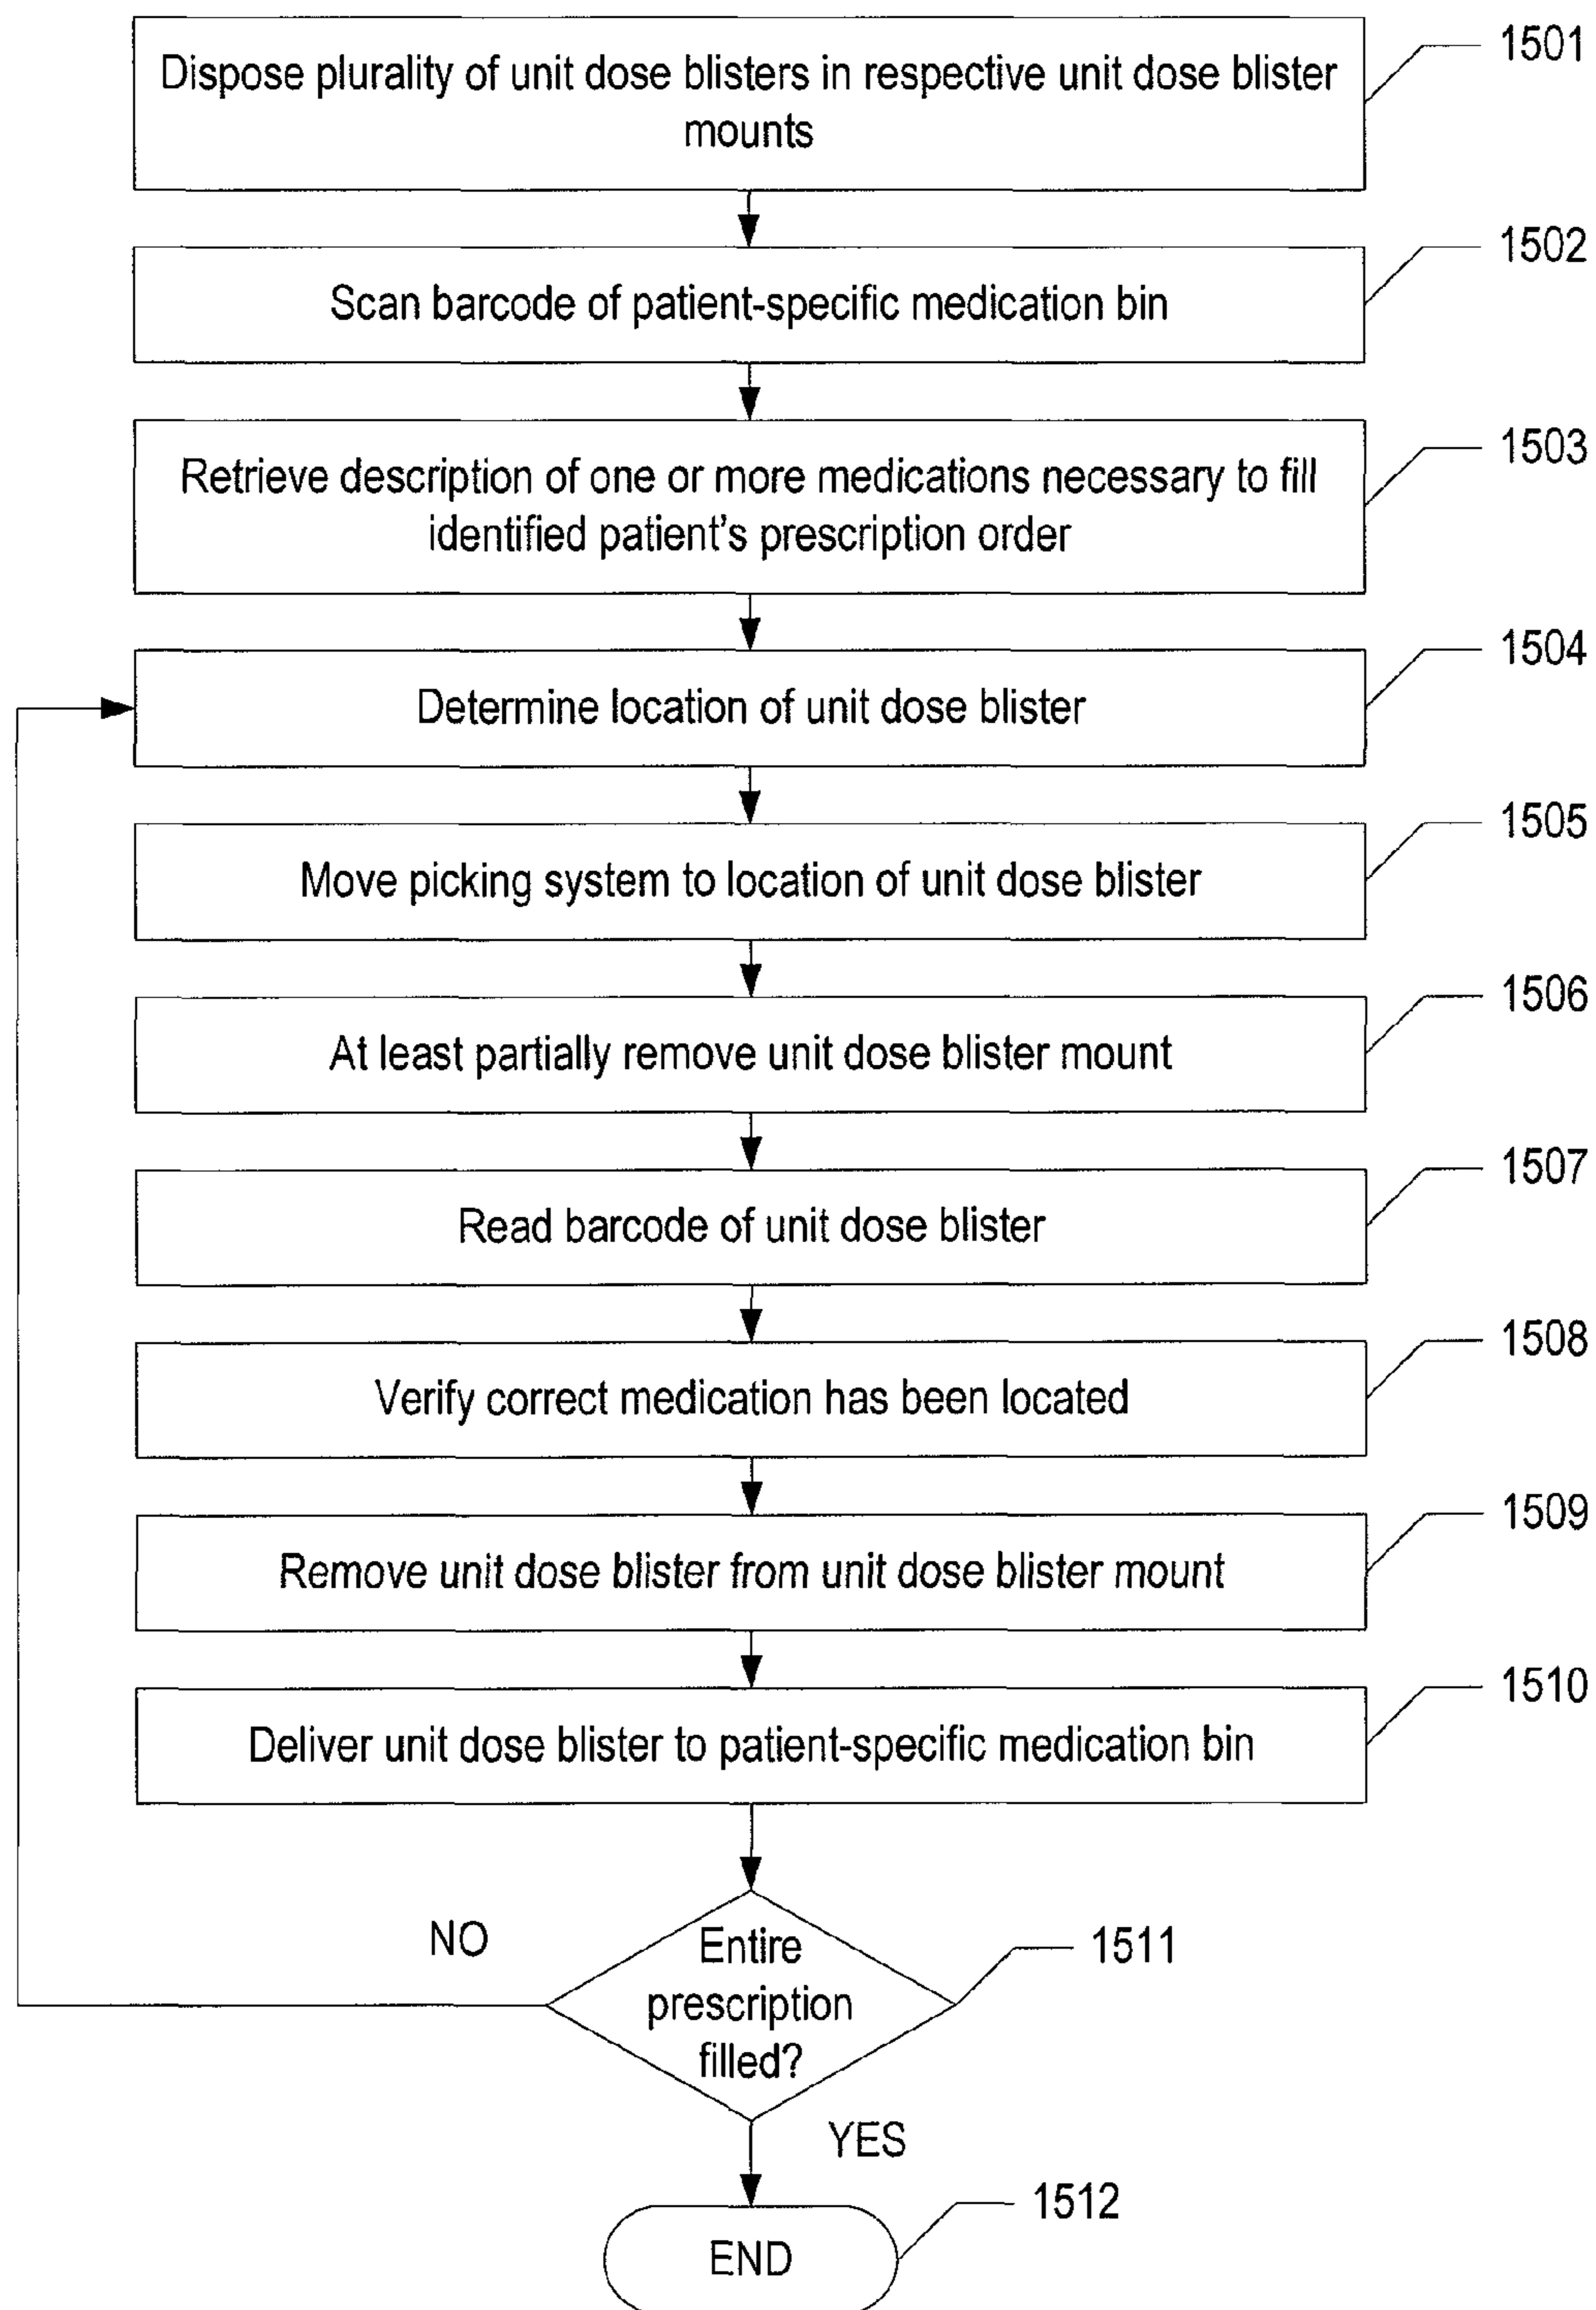 Dispose plurality of unit dose blisters in respective unit dose blister
mounts
1501
Scan barcode of patient-specific medication bin
1502
Retrieve description of one or more medications necessary to fill
identified patient's prescription order
1503
Determine location of unit dose blister
1504
Move picking system to location of unit dose blister
1505
At least partially remove unit dose blister mount
1506
Read barcode of unit dose blister
1507
Verify correct medication has been located
1508
Remove unit dose blister from unit dose blister mount
1509
Deliver unit dose blister to patient-specific medication bin
1510
NO
Entire
prescription
filled?
1511
YES
END
1512